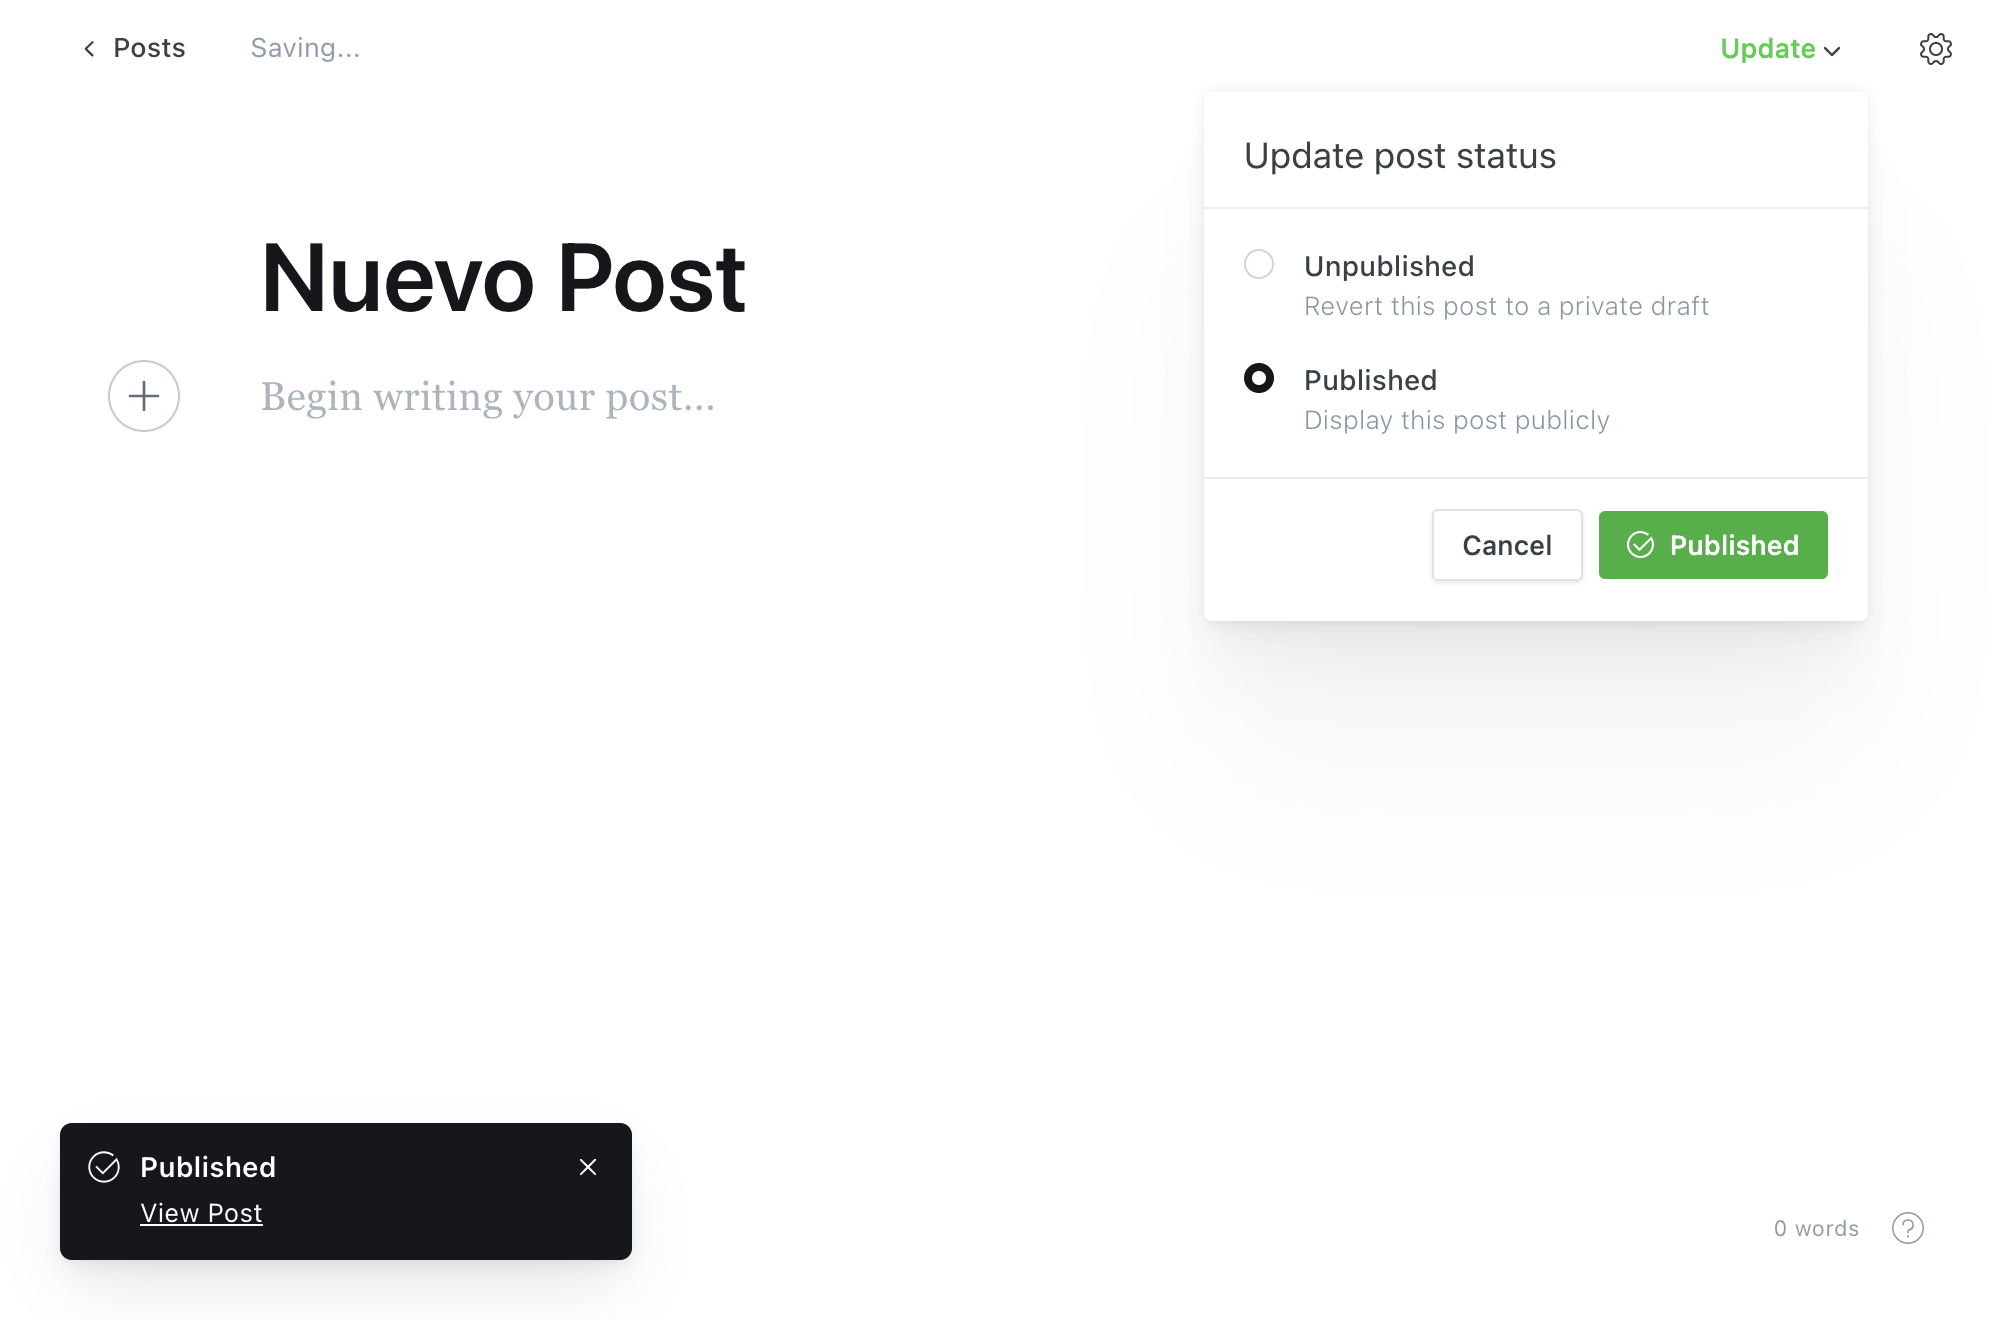 Posts
Saving...
Update
Update post status
Unpublished
Revert this post to a private draft
Published
Display this post publicly
Cancel
Published
Nuevo Post
Begin writing your post...
Published
View Post
0 words
?